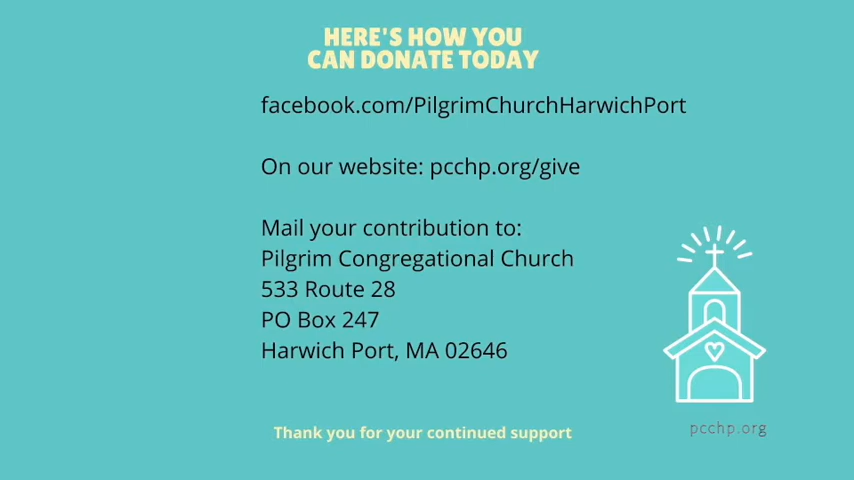 HERE'S HOW YOU
CAN DONATE TODAY
facebook.com/PilgrimChurchHarwichPort
On our website: pcchp.org/give
Mail your contribution to:
Pilgrim Congregational Church
533 Route 28
PO Box 247
Harwich Port, MA 02646
Thank you for your continued support
pcchp.org